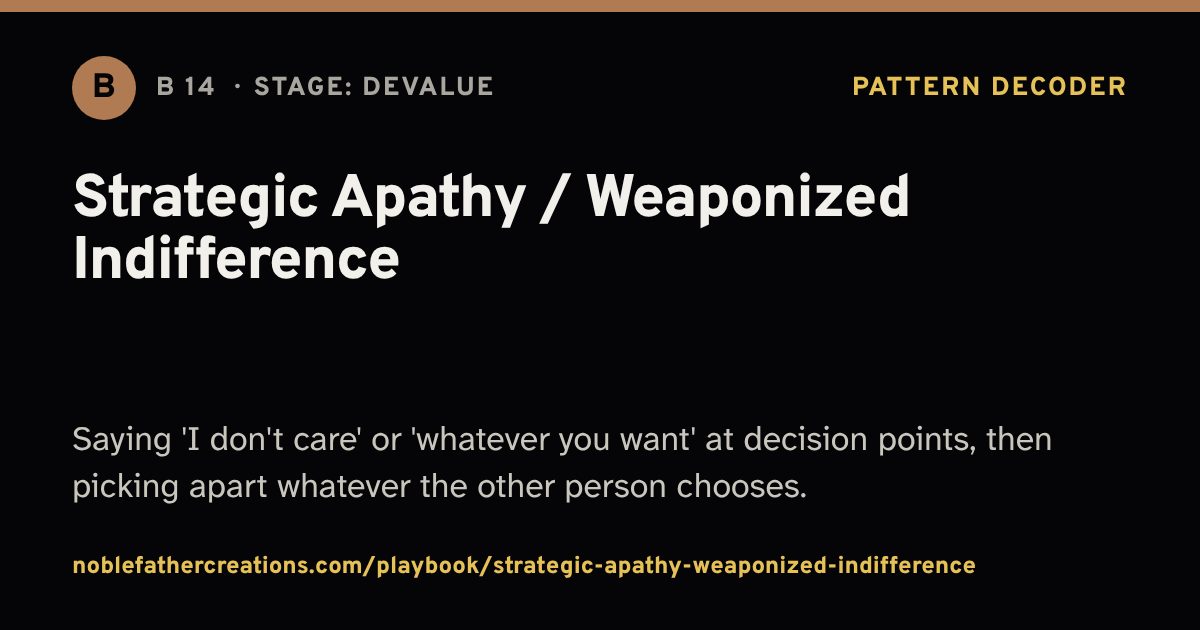 B B 14 · STAGE: DEVALUE PATTERN DECODER
Strategic Apathy / Weaponized
Indifference
Saying 'I don't care' or 'whatever you want' at decision points, then
picking apart whatever the other person chooses.
noblefathercreations.com/playbook/strategic-apathy-weaponized-indifference